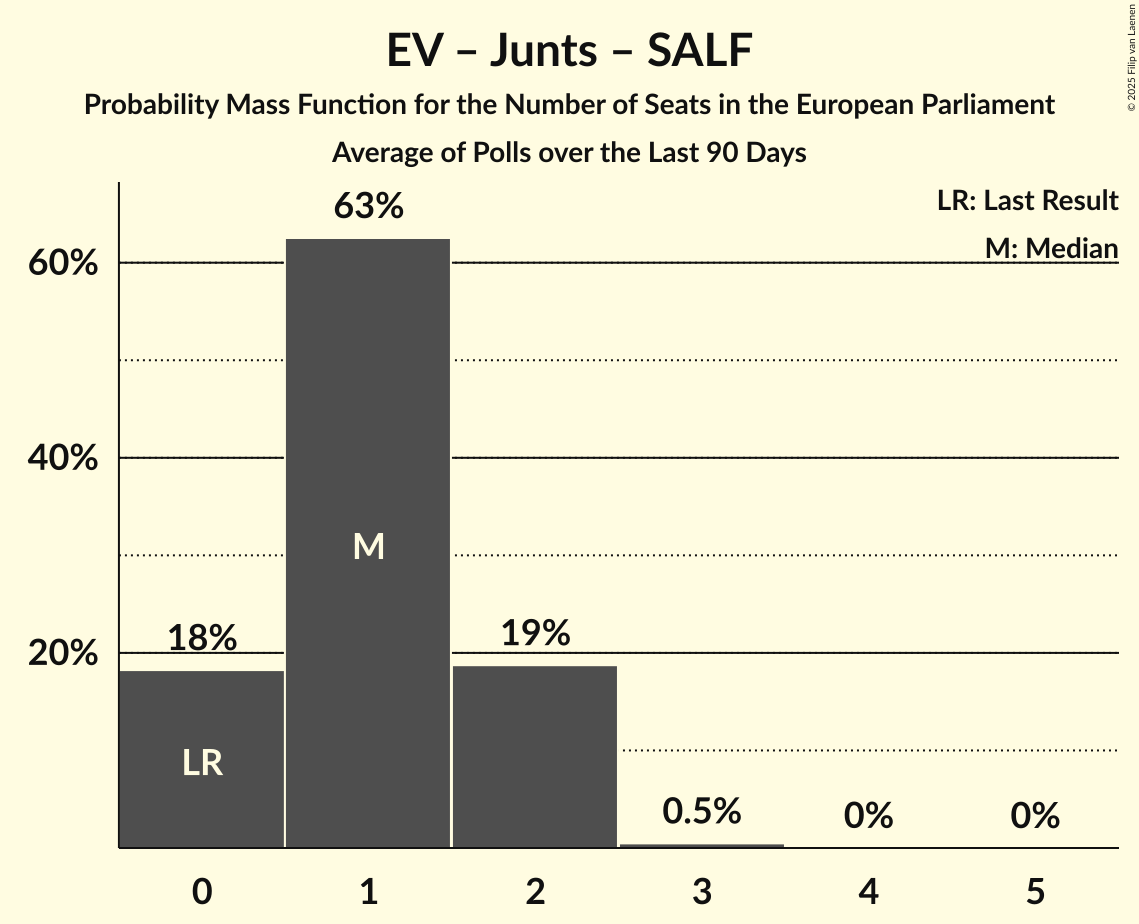 EV – Junts – SALF
Probability Mass Function for the Number of Seats in the European Parliament
Average of Polls over the Last 90 Days
© 2025 Filip van Laenen
LR: Last Result
M: Median
63%
60%
40%
M
18%
19%
20%
LR
0.5%
0%
0%
0 1 2 3 4 5